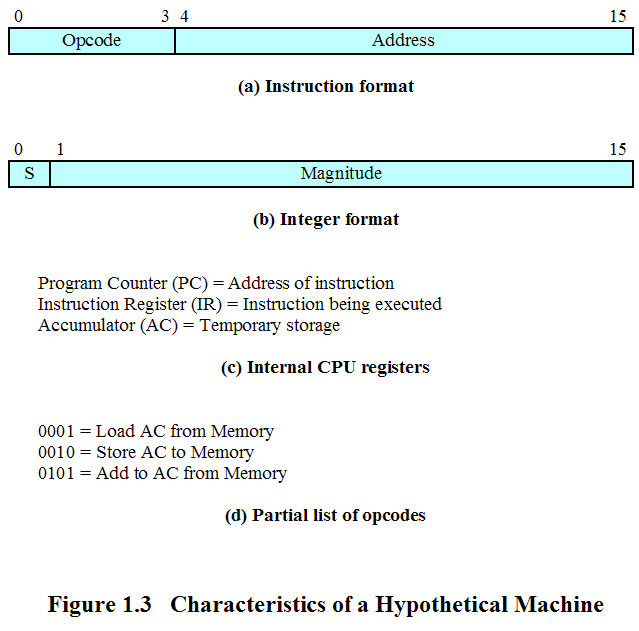 0 3 4 15
Opcode Address
(a) Instruction format
0 1 15
S Magnitude
(b) Integer format
Program Counter (PC) = Address of instruction
Instruction Register (IR) = Instruction being executed
Accumulator (AC) = Temporary storage
(c) Internal CPU registers
0001 = Load AC from Memory
0010 = Store AC to Memory
0101 = Add to AC from Memory
(d) Partial list of opcodes
Figure 1.3 Characteristics of a Hypothetical Machine